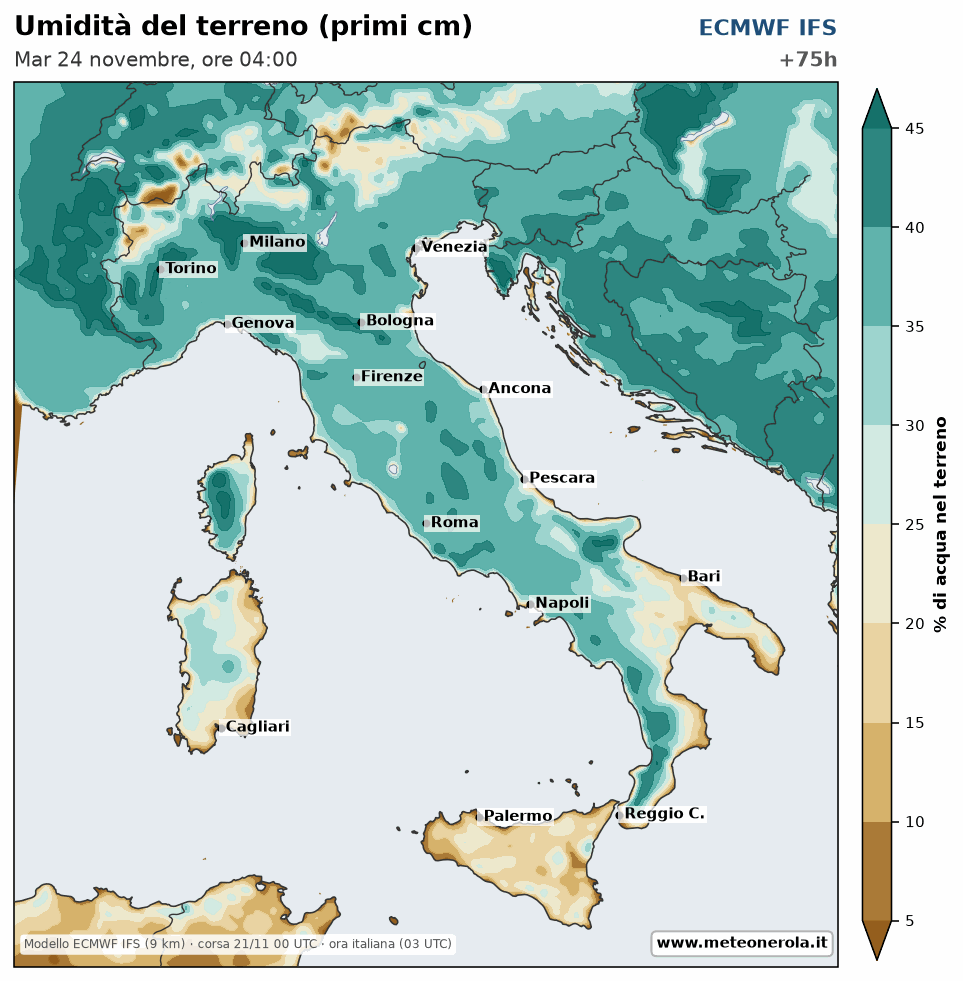 Umidità del terreno (primi cm)
ECMWF IFS
Mar 24 novembre, ore 04:00
+75h
Milano
Venezia
Torino
Genova
Bologna
Firenze
Ancona
Pescara
Roma
Bari
Napoli
Cagliari
Palermo
Reggio C.
45
40
35
30
25
20
15
10
5
% di acqua nel terreno
Modello ECMWF IFS (9 km) · corsa 21/11 00 UTC · ora italiana (03 UTC)
www.meteonerola.it